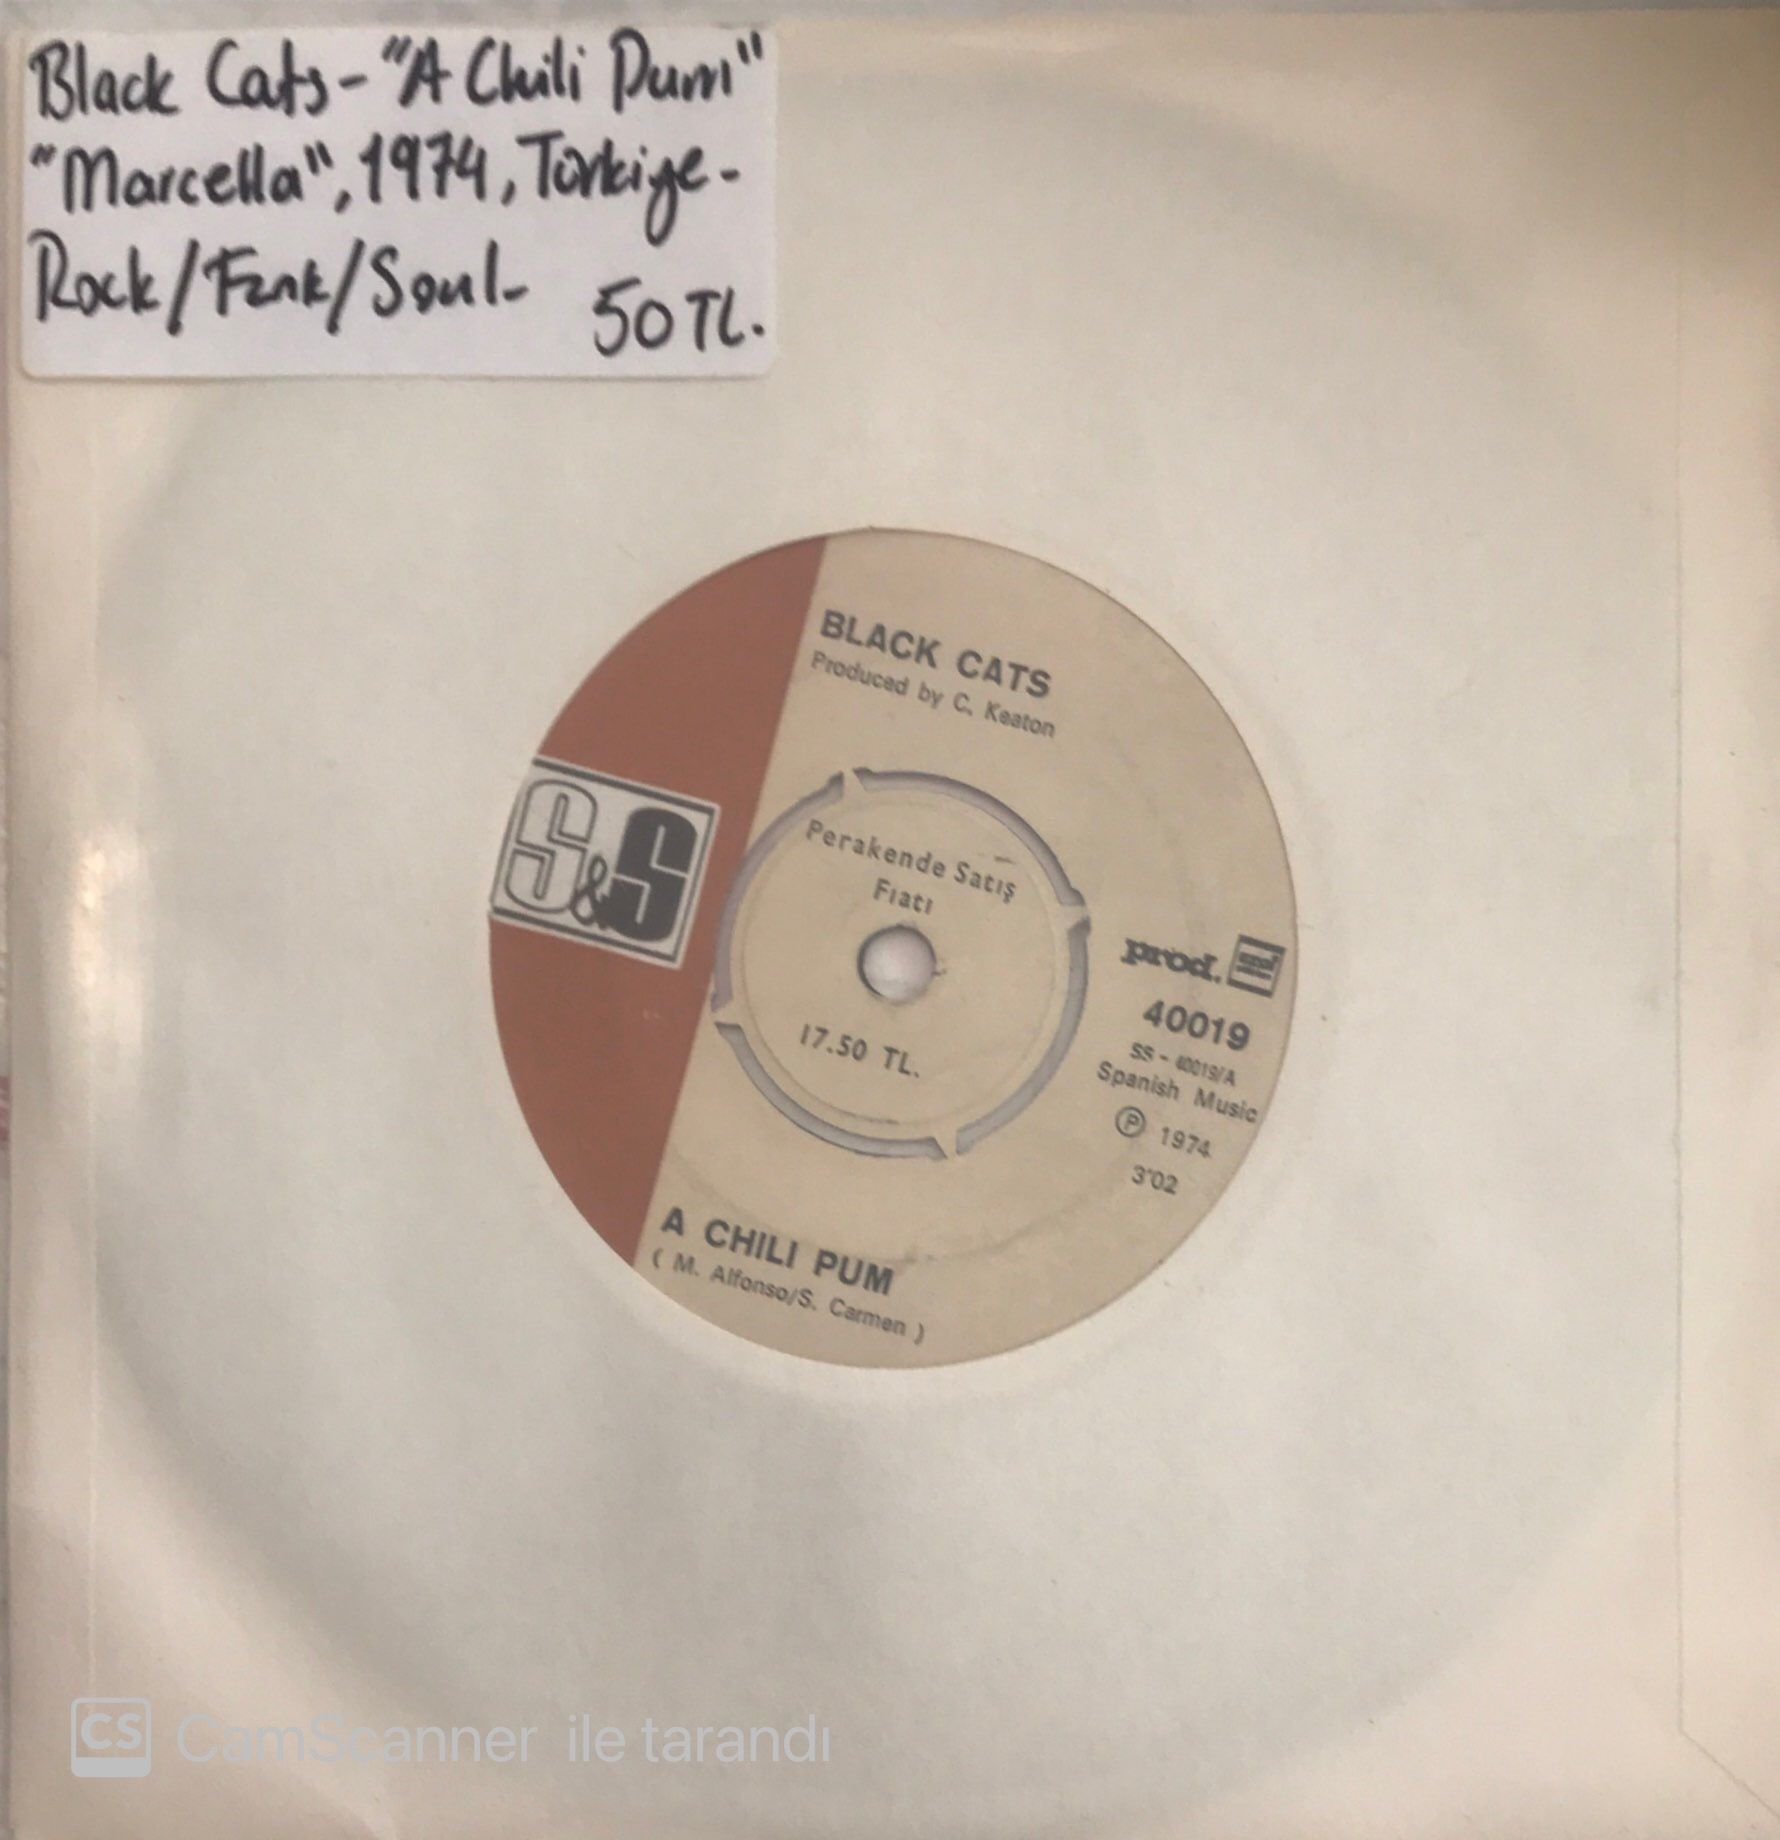 Black Cats - "A Chili Pum"
"Marcella", 1974, Türkiye -
Rock/Funk/Soul-
50 TL.
BLACK CATS
Produced by C. Keaton
S&S
Perakende Satış
Fıatı
17.50 TL.
prod.
40019
SS - 40019/A
Spanish Music
Ⓟ 1974
3'02
A CHILI PUM
( M. Alfonso/S. Carmen )
CS CamScanner ile tarandı